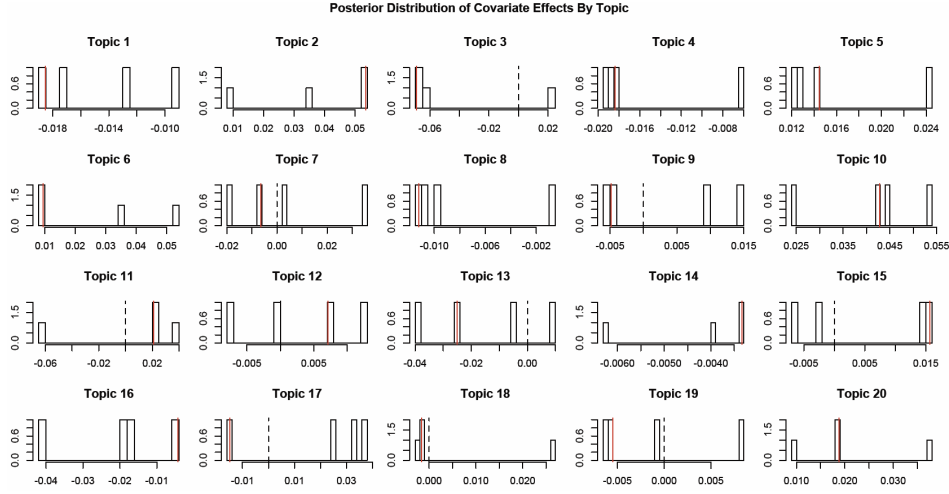 Posterior Distribution of Covariate Effects By Topic
Topic 1 Topic 2 Topic 3 Topic 4 Topic 5
0.0 0.6 0.0 1.5 0.0 1.5 0.0 0.6 0.0 0.6
-0.018 -0.014 -0.010 0.01 0.02 0.03 0.04 0.05 -0.06 -0.02 0.02 -0.020 -0.016 -0.012 -0.008 0.012 0.016 0.020 0.024
Topic 6 Topic 7 Topic 8 Topic 9 Topic 10
0.0 1.5 0.0 0.6 0.0 0.6 0.0 0.6 0.0 0.6
0.01 0.02 0.03 0.04 0.05 -0.02 0.00 0.02 -0.010 -0.006 -0.002 -0.005 0.005 0.015 0.025 0.035 0.045 0.055
Topic 11 Topic 12 Topic 13 Topic 14 Topic 15
0.0 1.5 0.0 0.6 0.0 0.6 0.0 1.5 0.0 0.6
-0.06 -0.02 0.02 -0.005 0.005 -0.04 -0.02 0.00 -0.0060 -0.0050 -0.0040 -0.005 0.005 0.015
Topic 16 Topic 17 Topic 18 Topic 19 Topic 20
0.0 0.6 0.0 0.6 0.0 1.5 0.0 0.6 0.0 1.5
-0.04 -0.03 -0.02 -0.01 -0.01 0.01 0.03 0.000 0.010 0.020 -0.005 0.000 0.005 0.010 0.020 0.030